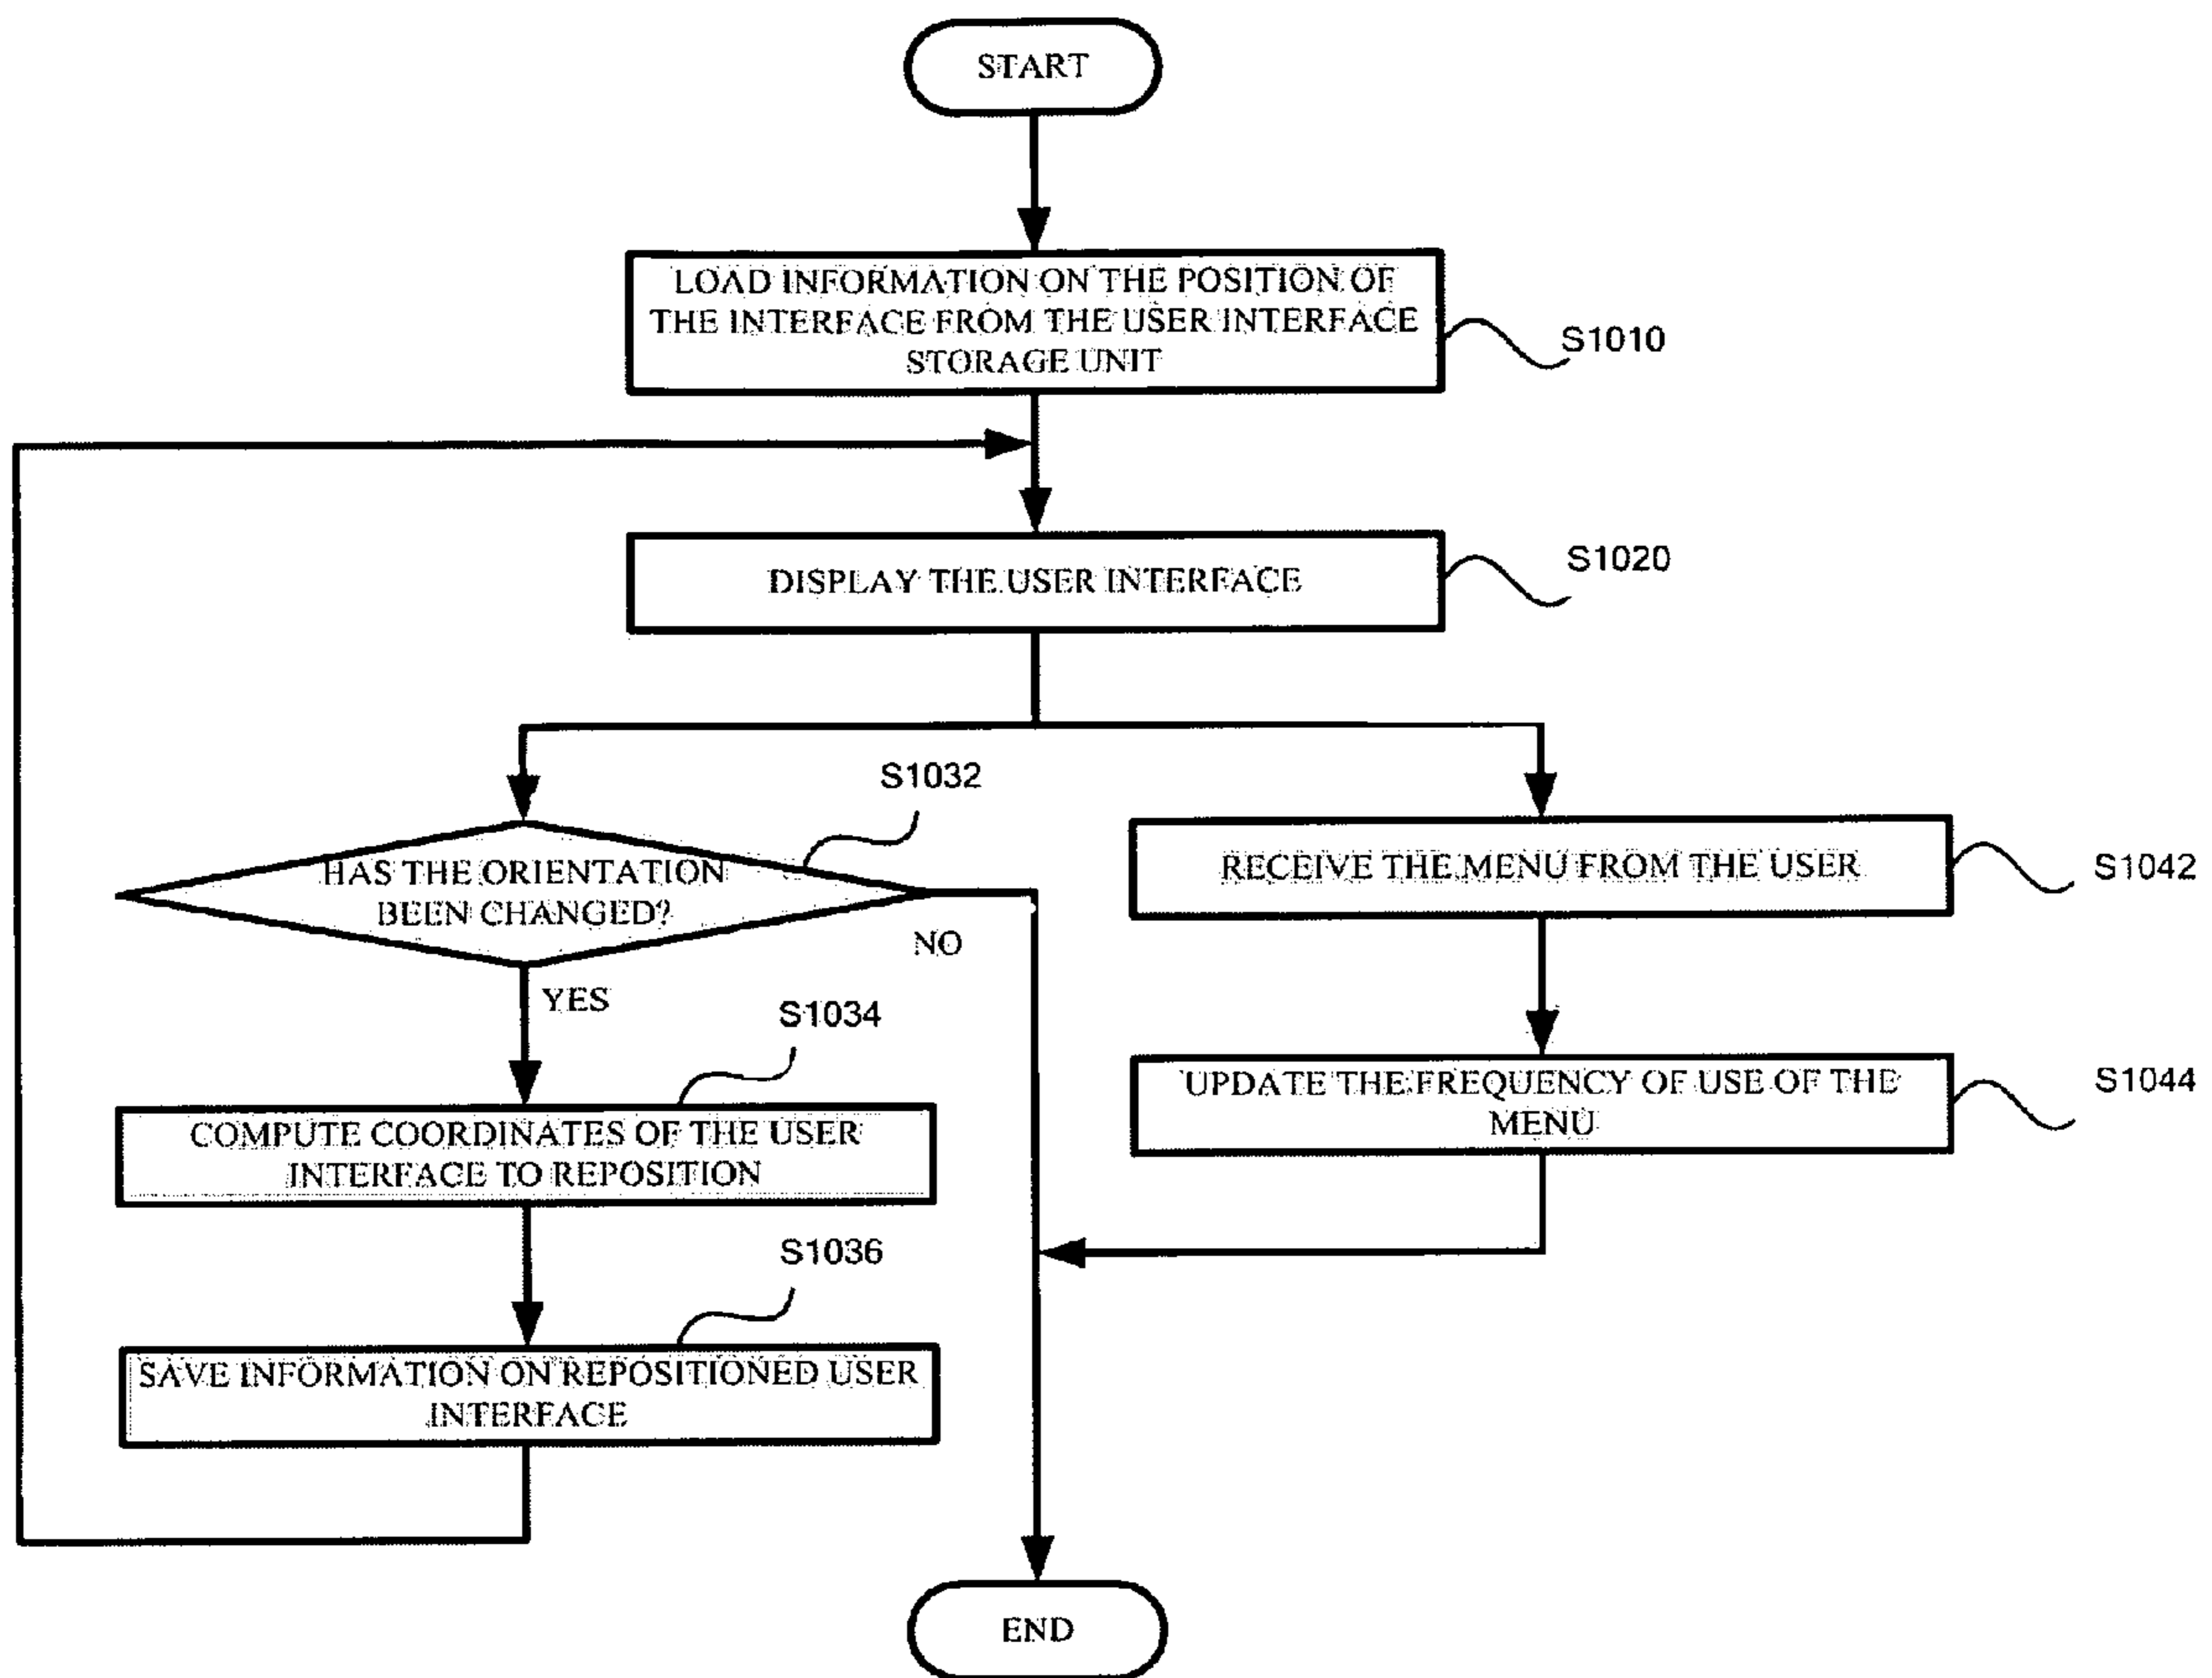 START
LOAD INFORMATION ON THE POSITION OF
THE INTERFACE FROM THE USER INTERFACE
STORAGE UNIT
S1010
DISPLAY THE USER INTERFACE
S1020
S1032
HAS THE ORIENTATION
BEEN CHANGED?
NO
YES
RECEIVE THE MENU FROM THE USER
S1042
S1034
COMPUTE COORDINATES OF THE USER
INTERFACE TO REPOSITION
UPDATE THE FREQUENCY OF USE OF THE
MENU
S1044
S1036
SAVE INFORMATION ON REPOSITIONED USER
INTERFACE
END